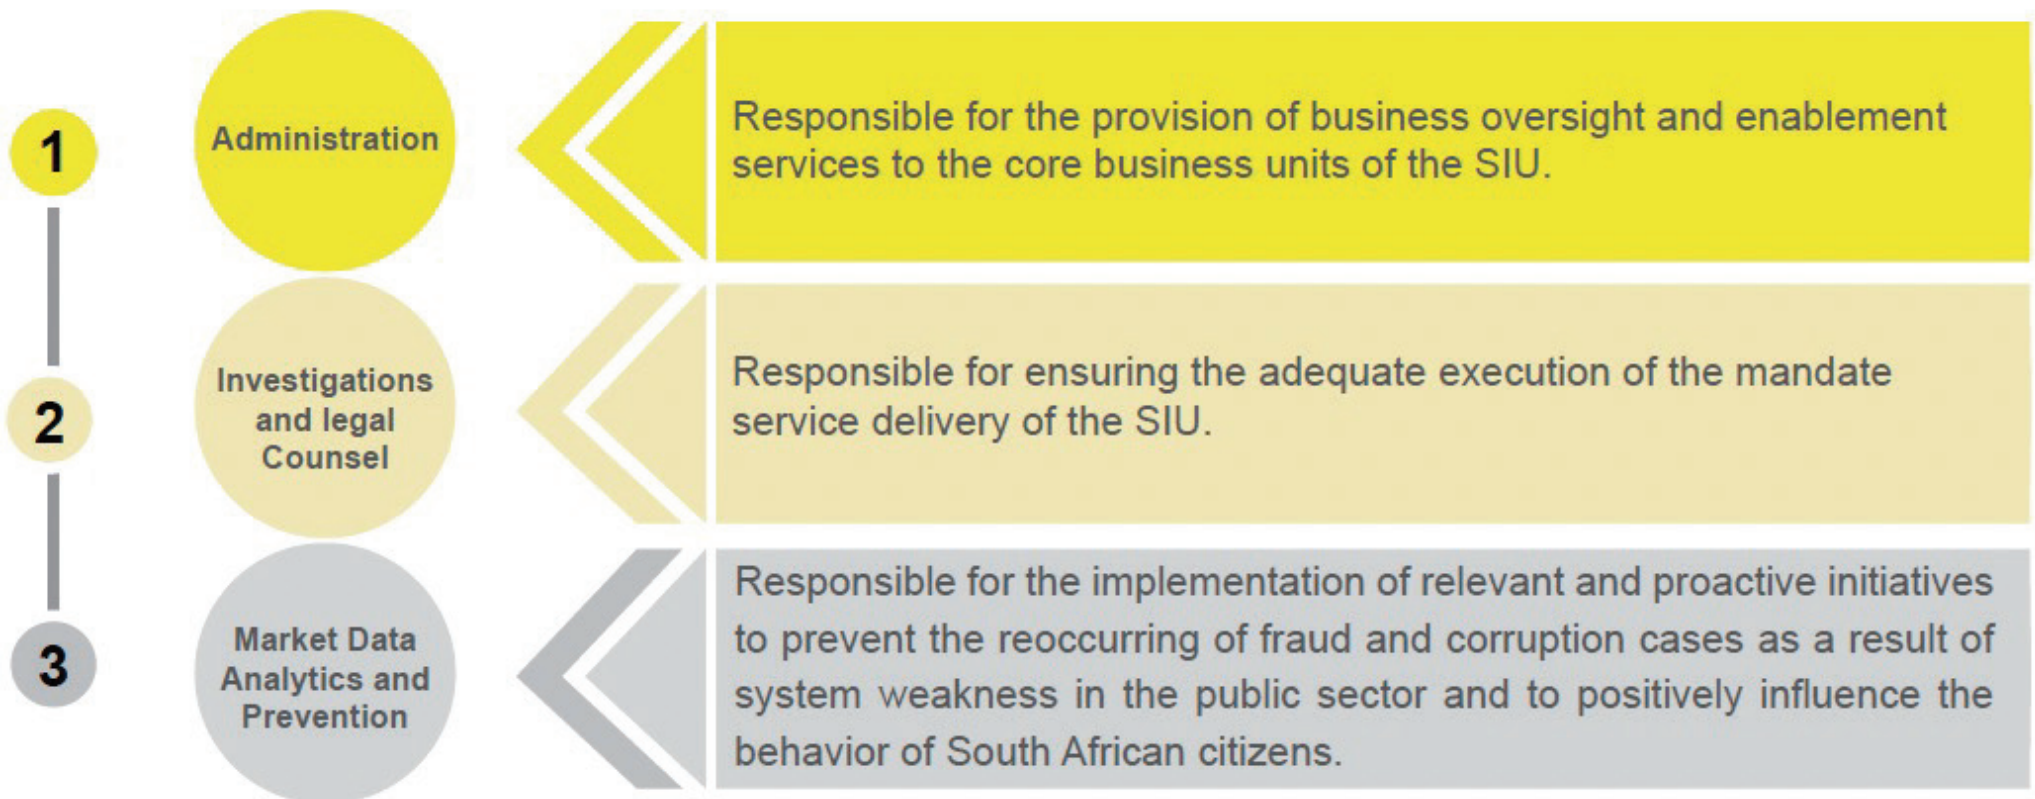 1
Administration
Responsible for the provision of business oversight and enablement
services to the core business units of the SIU.
2
Investigations
and legal
Counsel
Responsible for ensuring the adequate execution of the mandate
service delivery of the SIU.
3
Market Data
Analytics and
Prevention
Responsible for the implementation of relevant and proactive initiatives
to prevent the reoccurring of fraud and corruption cases as a result of
system weakness in the public sector and to positively influence the
behavior of South African citizens.